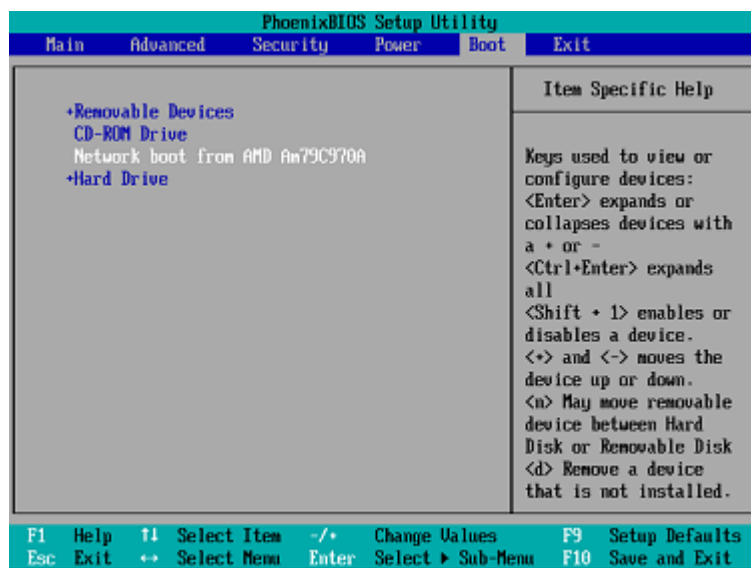 PhoenixBIOS Setup Utility
Main Advanced Security Power Boot Exit
+Removable Devices
CD-ROM Drive
Network boot from AMD Am79C970A
+Hard Drive
Item Specific Help
Keys used to view or
configure devices:
<Enter> expands or
collapses devices with
a + or -
<Ctrl+Enter> expands
all
<Shift + 1> enables or
disables a device.
<+> and <-> moves the
device up or down.
<n> May move removable
device between Hard
Disk or Removable Disk
<d> Remove a device
that is not installed.
F1 Help ↑↓ Select Item -/+ Change Values F9 Setup Defaults
Esc Exit ↔ Select Menu Enter Select ▶ Sub-Menu F10 Save and Exit